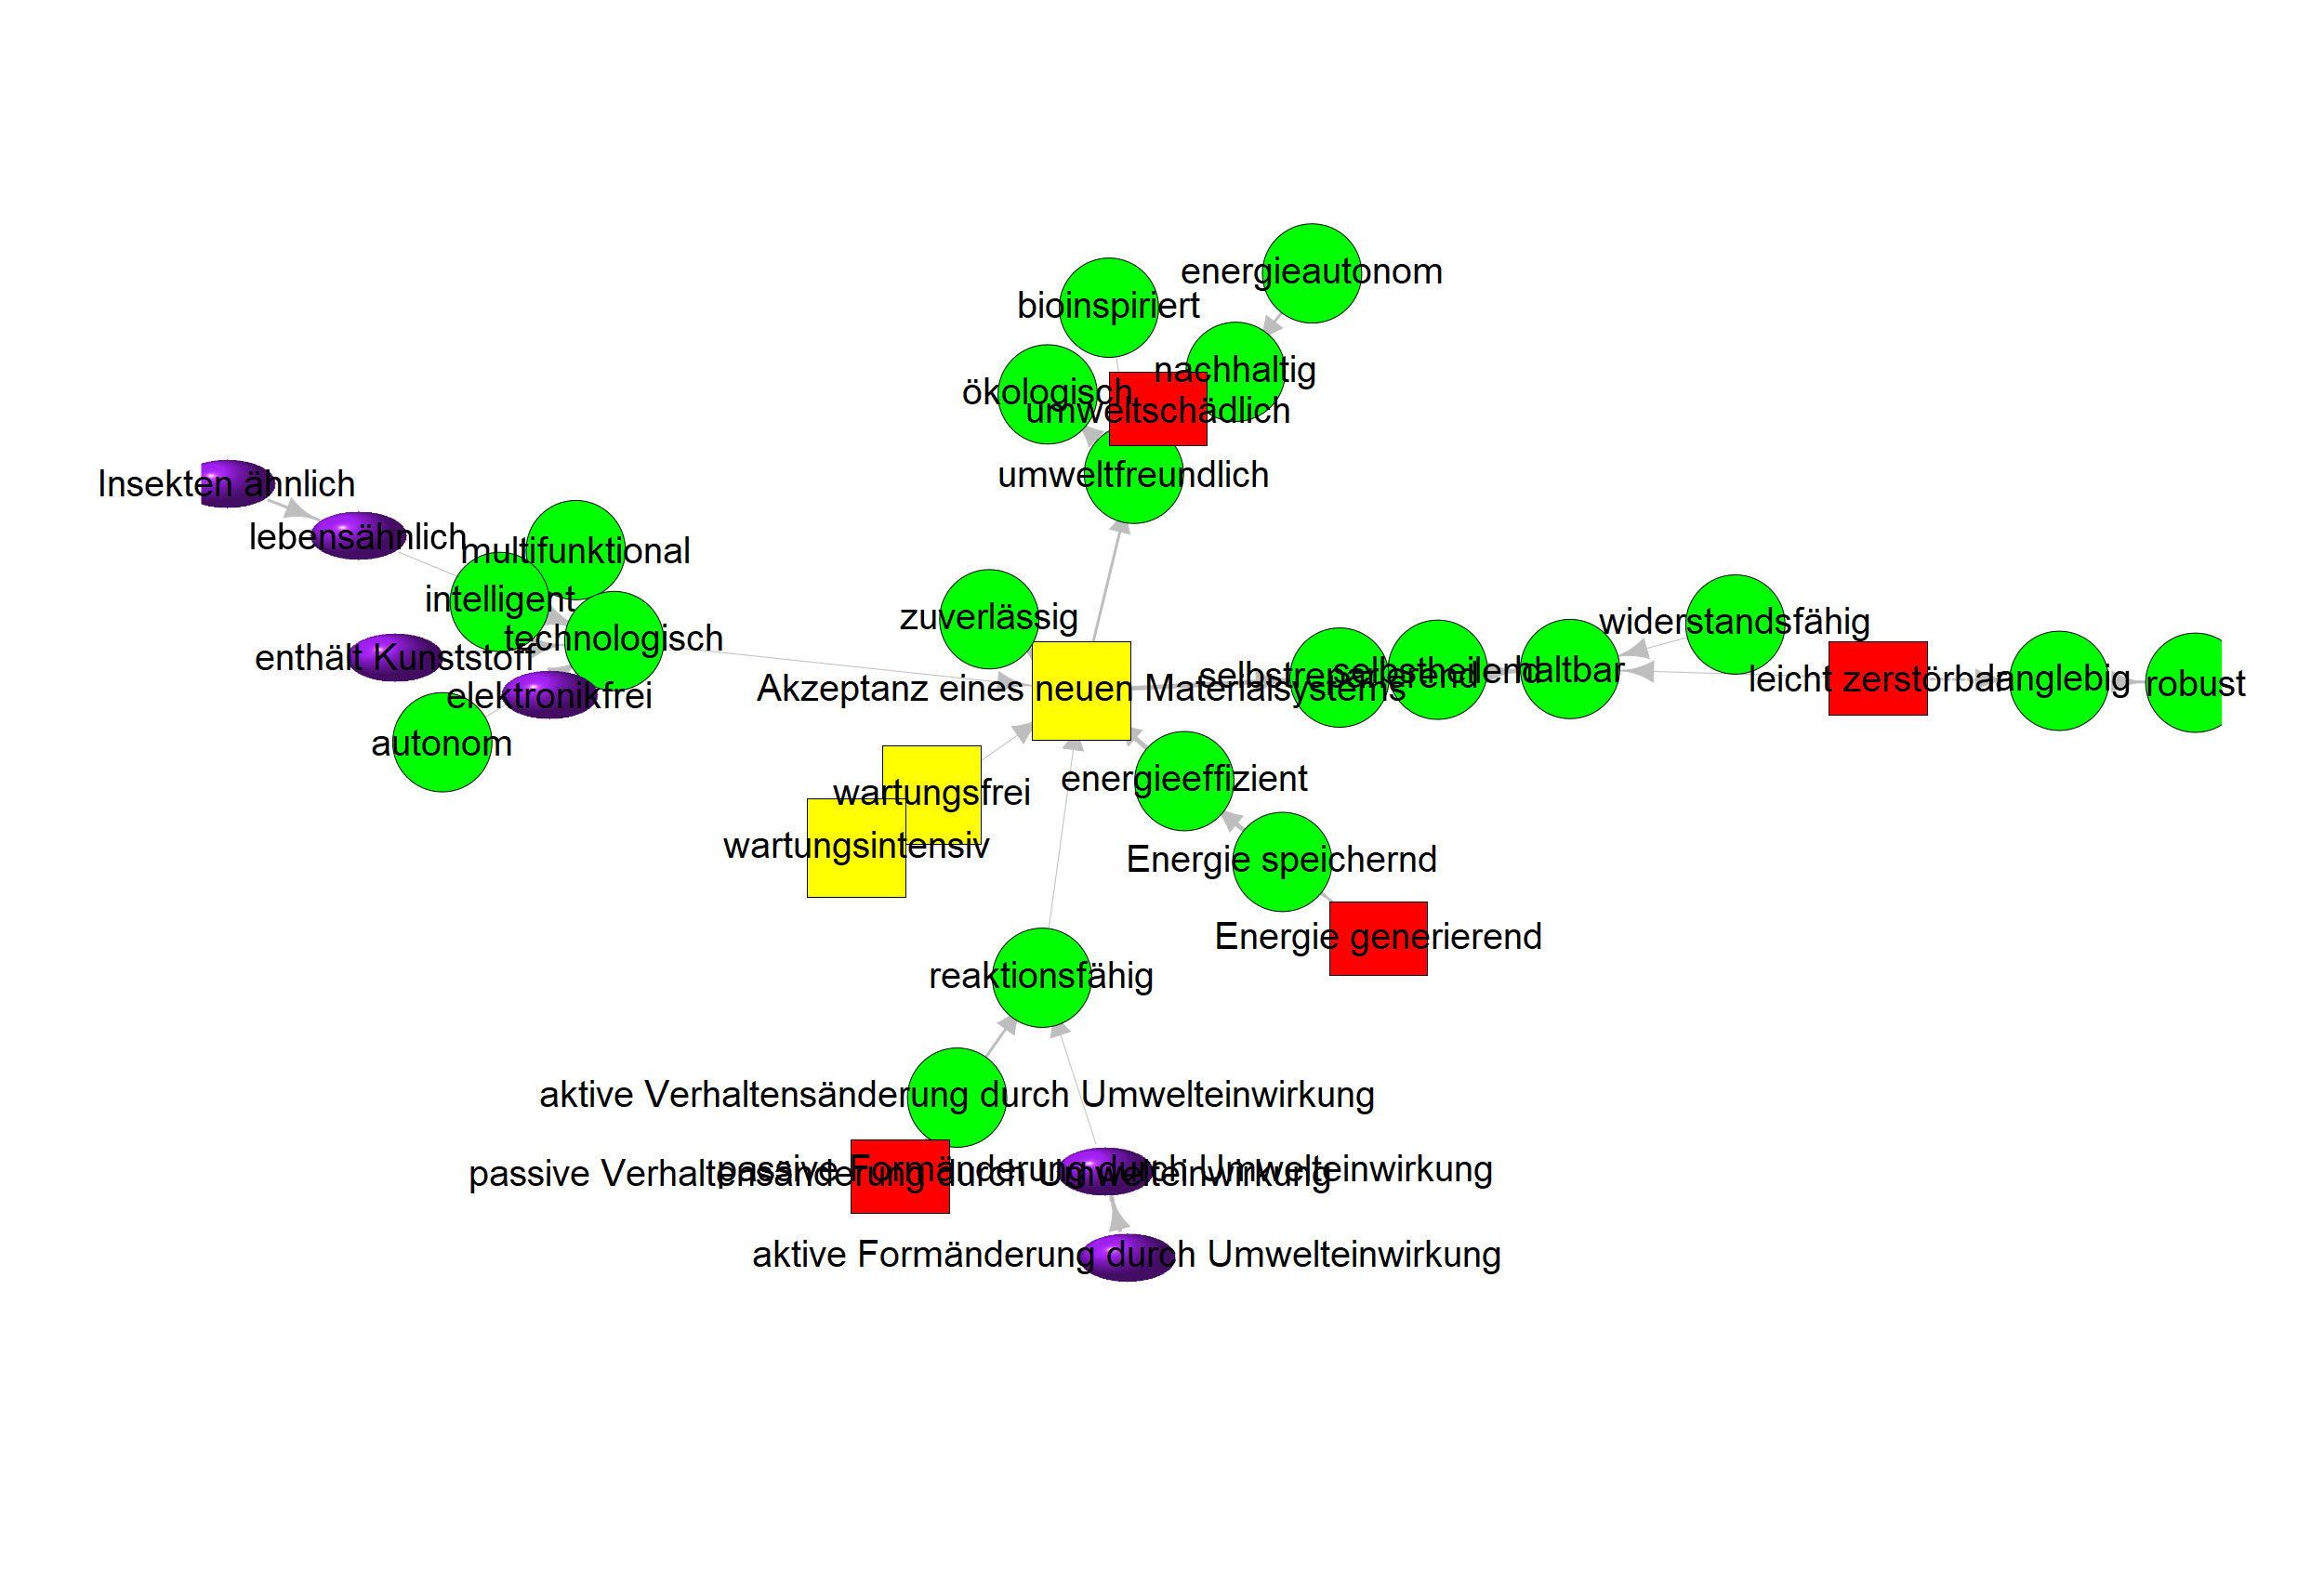 energieautonom
bioinspiriert
nachhaltig
ökologisch
umweltschädlich
umweltfreundlich
Insekten ähnlich
lebensähnlich
multifunktional
intelligent
zuverlässig
widerstandsfähig
technologisch
enthält Kunststoff
selbstheilend
haltbar
selbstreparierend
leicht zerstörbar
langlebig
robust
Akzeptanz eines neuen Materialsystems
elektronikfrei
autonom
energieeffizient
wartungsfrei
wartungsintensiv
Energie speichernd
Energie generierend
reaktionsfähig
aktive Verhaltensänderung durch Umwelteinwirkung
passive Formänderung durch Umwelteinwirkung
passive Verhaltensänderung durch Umwelteinwirkung
aktive Formänderung durch Umwelteinwirkung